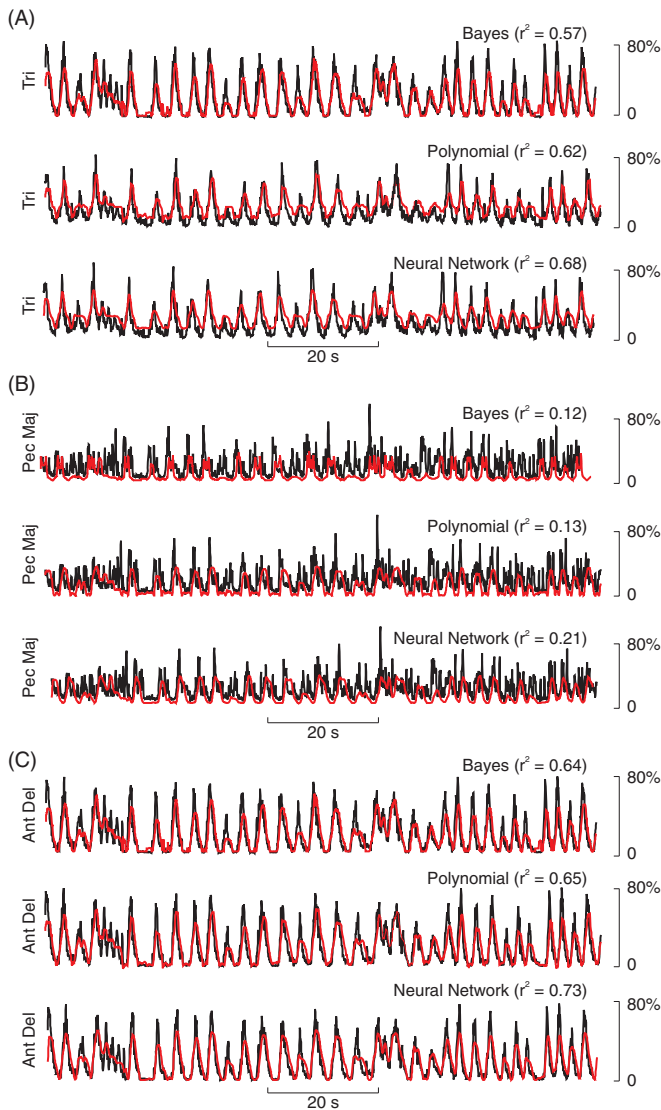 (A)
Bayes (r² = 0.57)
80%
Tri
0
Polynomial (r² = 0.62)
80%
Tri
0
Neural Network (r² = 0.68)
80%
Tri
0
20 s
(B)
Bayes (r² = 0.12)
80%
Pec Maj
0
Polynomial (r² = 0.13)
80%
Pec Maj
0
Neural Network (r² = 0.21)
80%
Pec Maj
0
20 s
(C)
Bayes (r² = 0.64)
80%
Ant Del
0
Polynomial (r² = 0.65)
80%
Ant Del
0
Neural Network (r² = 0.73)
80%
Ant Del
0
20 s